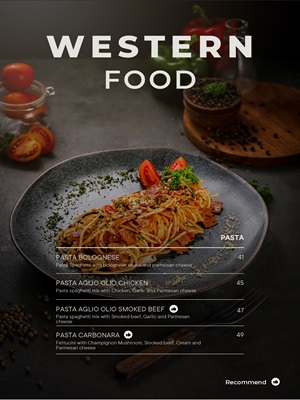 WESTERN
FOOD
PASTA
PASTA BOLOGNESE 41
Pasta Spaghetti with bolognese sauce and parmesan cheese
PASTA AGLIO OLIO CHICKEN 45
Pasta spaghetti mix with Chicken, Garlic and Parmesan cheese
PASTA AGLIO OLIO SMOKED BEEF 47
Pasta spaghetti mix with Smoked beef, Garlic and Parmesan
cheese
PASTA CARBONARA 49
Fettucini with Champignon Mushroom, Smoked beef, Cream and
Parmesan cheese
Recommend